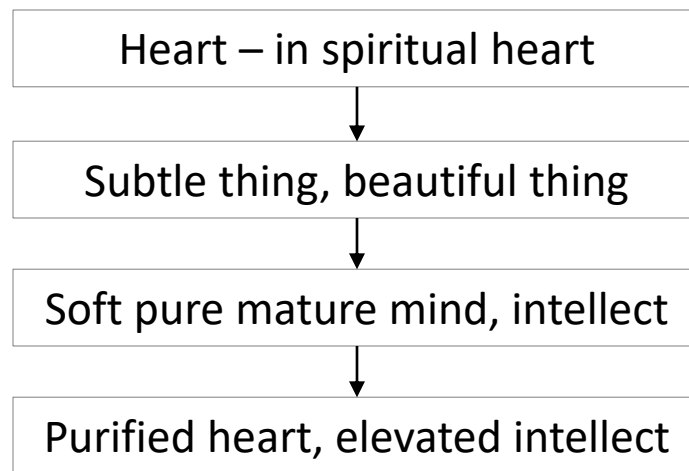 Heart – in spiritual heart
Subtle thing, beautiful thing
Soft pure mature mind, intellect
Purified heart, elevated intellect